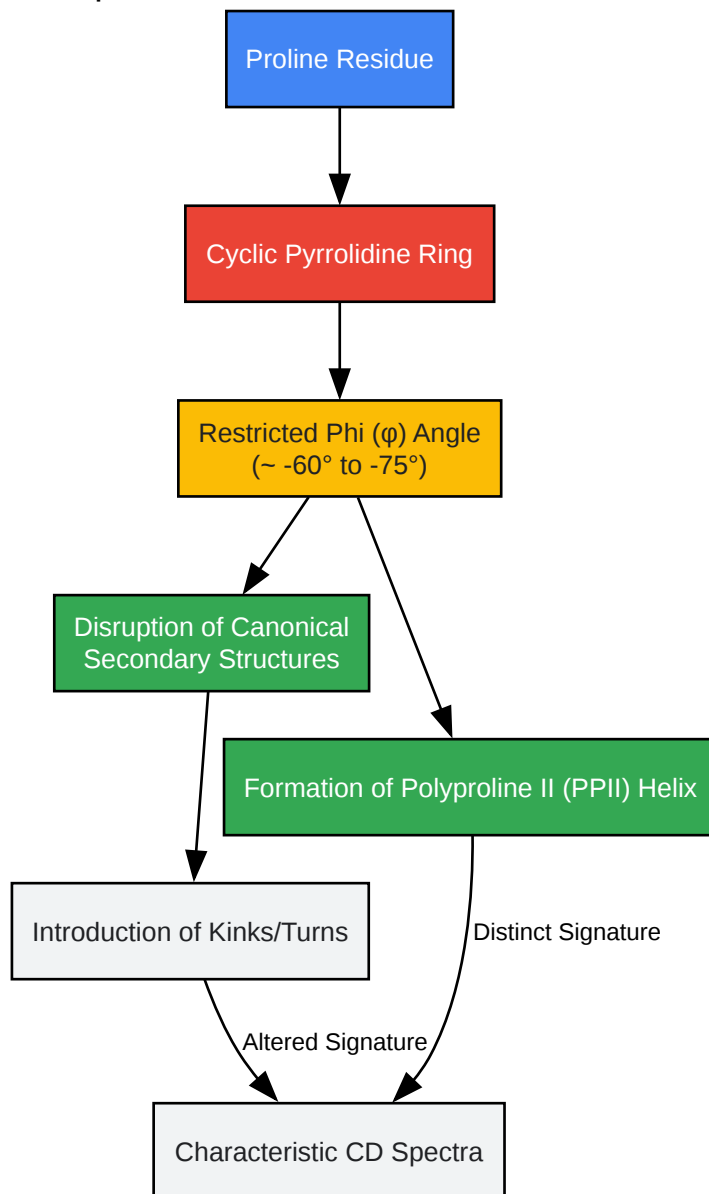 Proline Residue
Cyclic Pyrrolidine Ring
Restricted Phi (φ) Angle
(~ -60° to -75°)
Disruption of Canonical
Secondary Structures
Formation of Polyproline II (PPII) Helix
Introduction of Kinks/Turns
Distinct Signature
Altered Signature
Characteristic CD Spectra